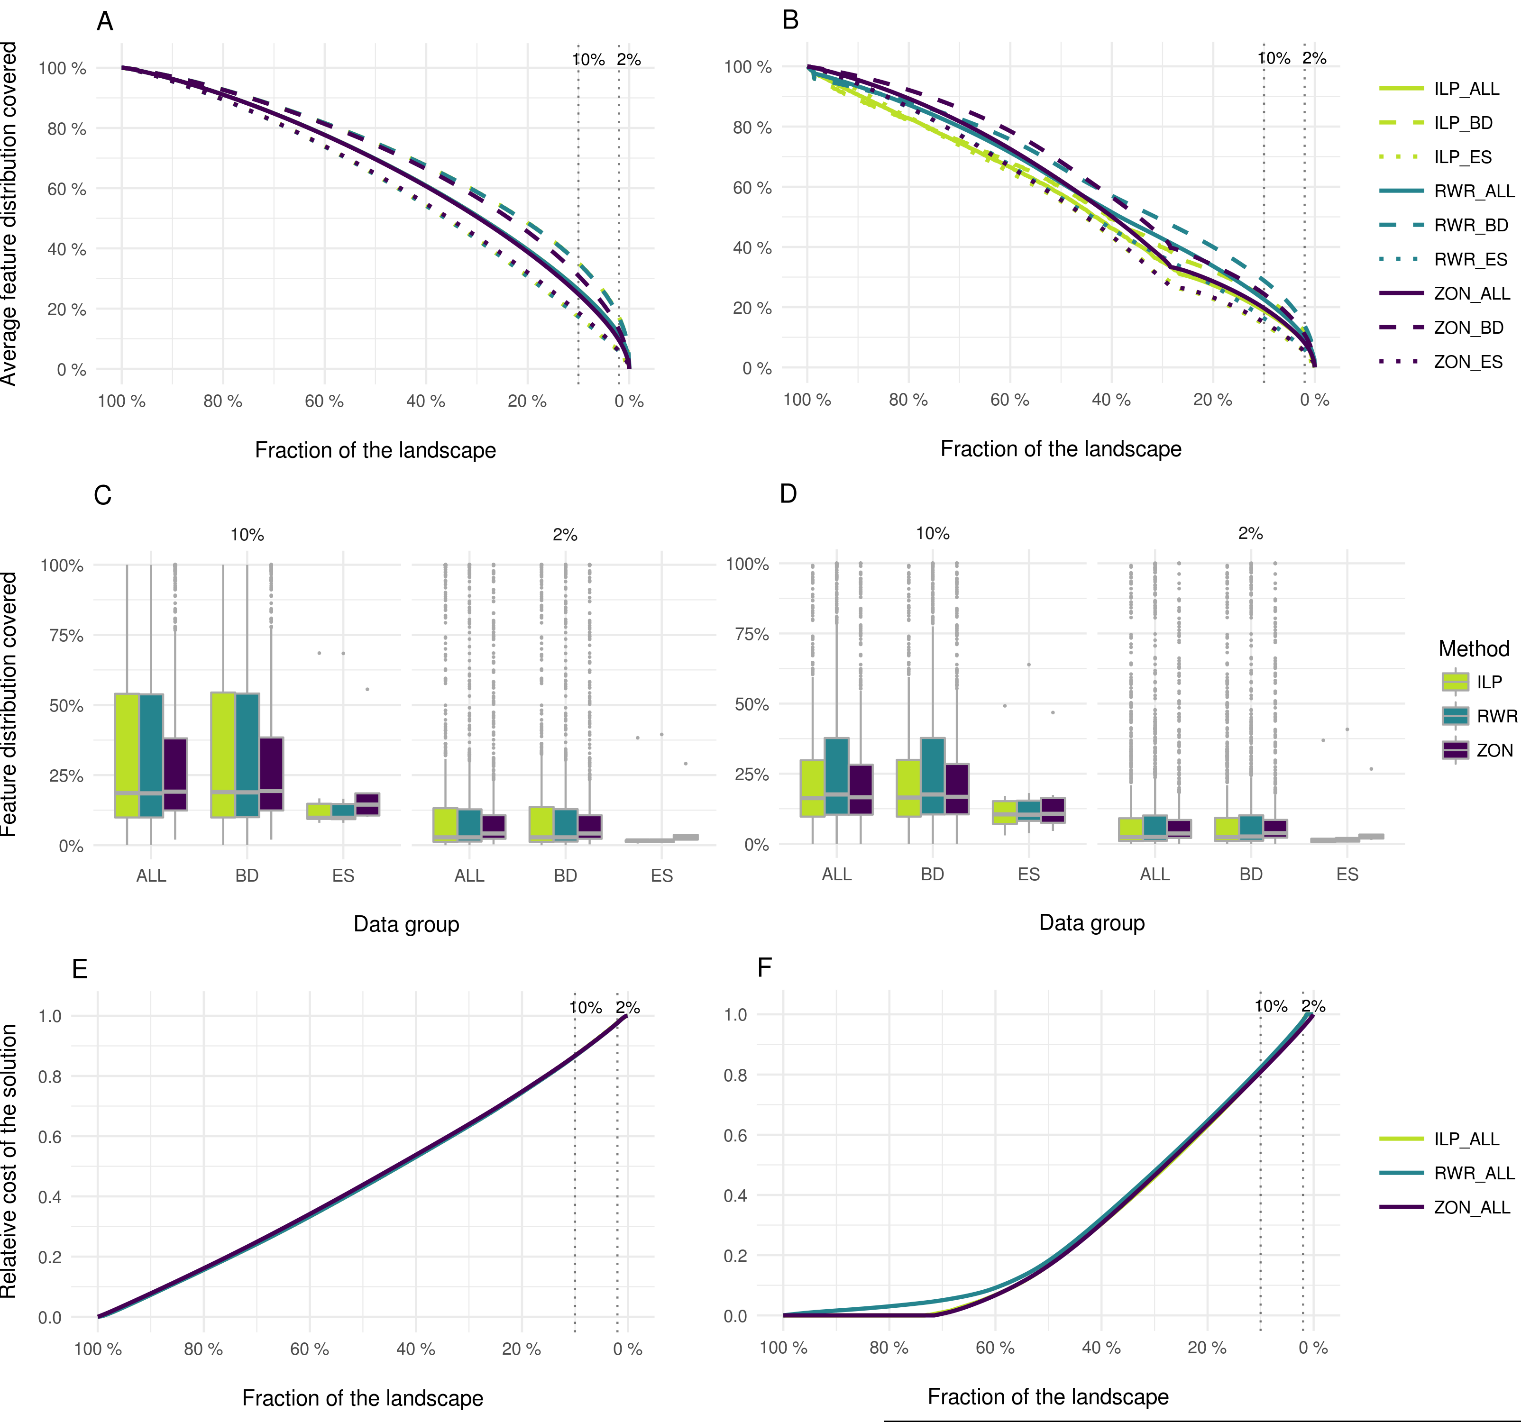 A
B
Average feature distribution covered
100 %
80 %
60 %
40 %
20 %
0 %
10%
2%
100 %
80 %
60 %
40 %
20 %
0 %
Fraction of the landscape
100 %
80 %
60 %
40 %
20 %
0 %
10%
2%
100 %
80 %
60 %
40 %
20 %
0 %
Fraction of the landscape
ILP_ALL
ILP_BD
ILP_ES
RWR_ALL
RWR_BD
RWR_ES
ZON_ALL
ZON_BD
ZON_ES
C
D
Feature distribution covered
10%
2%
100%
75%
50%
25%
0%
ALL
BD
ES
ALL
BD
ES
Data group
10%
2%
100%
75%
50%
25%
0%
ALL
BD
ES
ALL
BD
ES
Data group
Method
ILP
RWR
ZON
E
F
Relateive cost of the solution
1.0
0.8
0.6
0.4
0.2
0.0
10%
2%
100 %
80 %
60 %
40 %
20 %
0 %
Fraction of the landscape
1.0
0.8
0.6
0.4
0.2
0.0
10%
2%
100 %
80 %
60 %
40 %
20 %
0 %
Fraction of the landscape
ILP_ALL
RWR_ALL
ZON_ALL